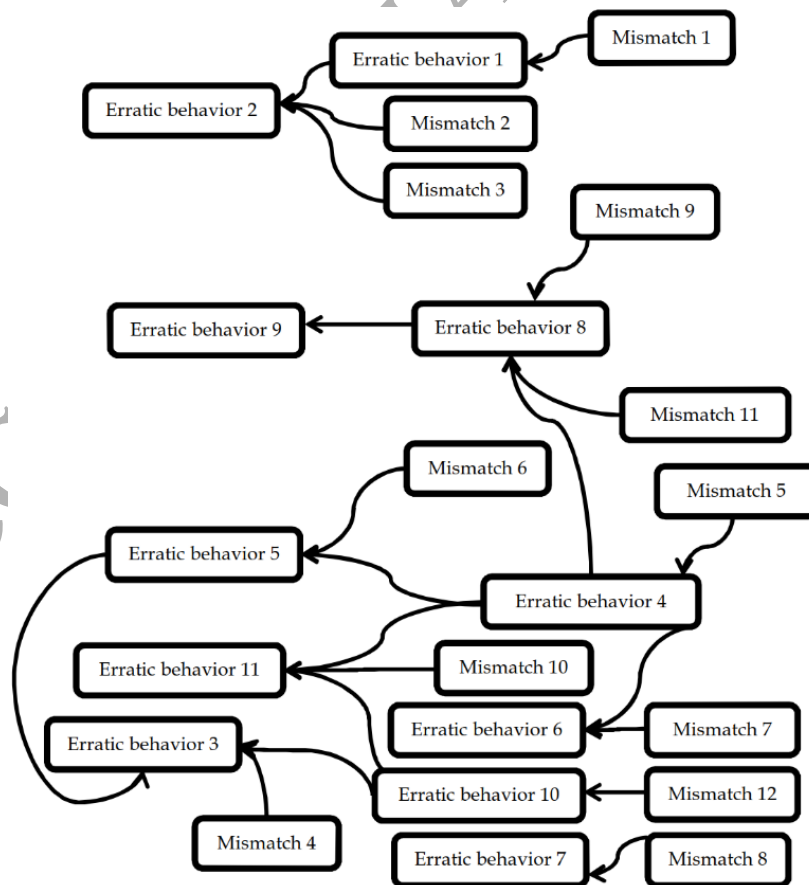 Mismatch 1
Erratic behavior 1
Erratic behavior 2
Mismatch 2
Mismatch 3
Mismatch 9
Erratic behavior 9
Erratic behavior 8
Mismatch 11
Mismatch 6
Mismatch 5
Erratic behavior 5
Erratic behavior 4
Erratic behavior 11
Mismatch 10
Erratic behavior 6
Mismatch 7
Erratic behavior 3
Erratic behavior 10
Mismatch 12
Mismatch 4
Erratic behavior 7
Mismatch 8